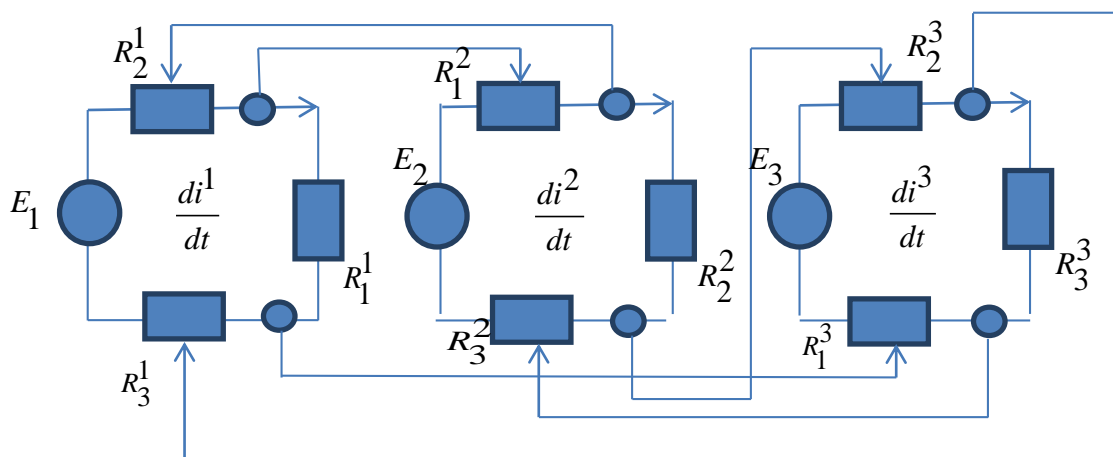 R_2^1
R_1^2
R_2^3
E_1
di^1/dt
R_1^1
E_2
di^2/dt
R_2^2
E_3
di^3/dt
R_3^3
R_3^1
R_3^2
R_1^3